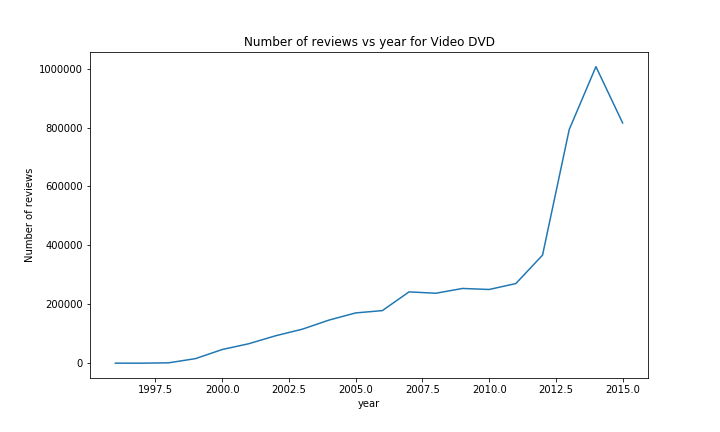 Number of reviews vs year for Video DVD
Number of reviews
1000000
800000
600000
400000
200000
0
1997.5 2000.0 2002.5 2005.0 2007.5 2010.0 2012.5 2015.0
year